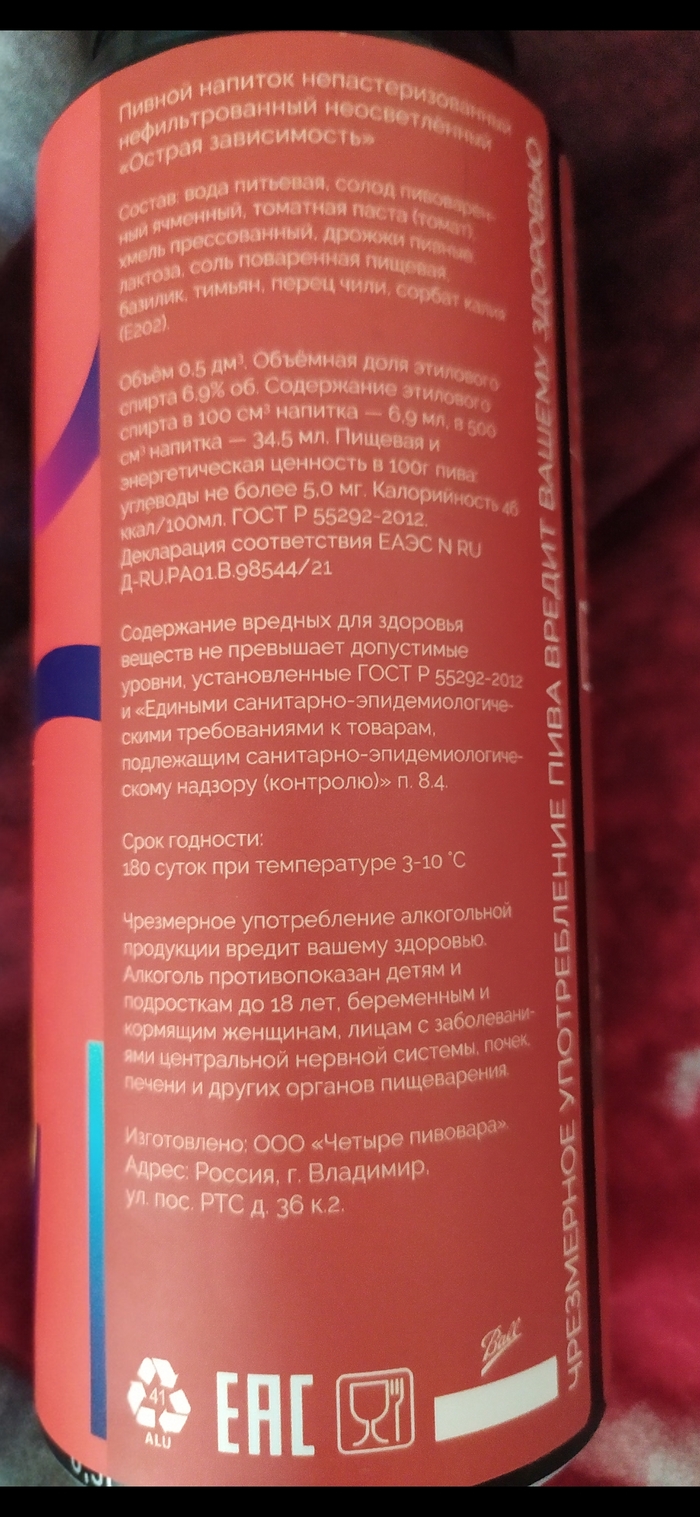 Пивной напиток непастеризованный
нефильтрованный неосветлённый
«Острая зависимость»
Состав: вода питьевая, солод пивоварен-
ный ячменный, томатная паста (томат),
хмель прессованный, дрожжи пивные
лактоза, соль поваренная пищевая,
базилик, тимьян, перец чили, сорбат калия
(E202).
Объём 0.5 дм³. Объёмная доля этилового
спирта 6.9% об. Содержание этилового
спирта в 100 см³ напитка — 6,9 мл, в 500
см³ напитка — 34.5 мл. Пищевая и
энергетическая ценность в 100г пива:
углеводы не более 5,0 мг. Калорийность 46
ккал/100мл. ГОСТ Р 55292-2012.
Декларация соответствия ЕАЭС N RU
Д-RU.РА01.В.98544/21
Содержание вредных для здоровья
веществ не превышает допустимые
уровни, установленные ГОСТ Р 55292-2012
и «Едиными санитарно-эпидемиологиче-
скими требованиями к товарам,
подлежащим санитарно-эпидемиологиче-
скому надзору (контролю)» п. 8.4.
Срок годности:
180 суток при температуре 3-10 °С
Чрезмерное употребление алкогольной
продукции вредит вашему здоровью.
Алкоголь противопоказан детям и
подросткам до 18 лет, беременным и
кормящим женщинам, лицам с заболевани-
ями центральной нервной системы, почек,
печени и других органов пищеварения.
Изготовлено: ООО «Четыре пивовара».
Адрес: Россия, г. Владимир,
ул. пос. РТС д. 36 к.2.
ЧРЕЗМЕРНОЕ УПОТРЕБЛЕНИЕ ПИВА ВРЕДИТ ВАШЕМУ ЗДОРОВЬЮ
Ball
41
ALU
EAC